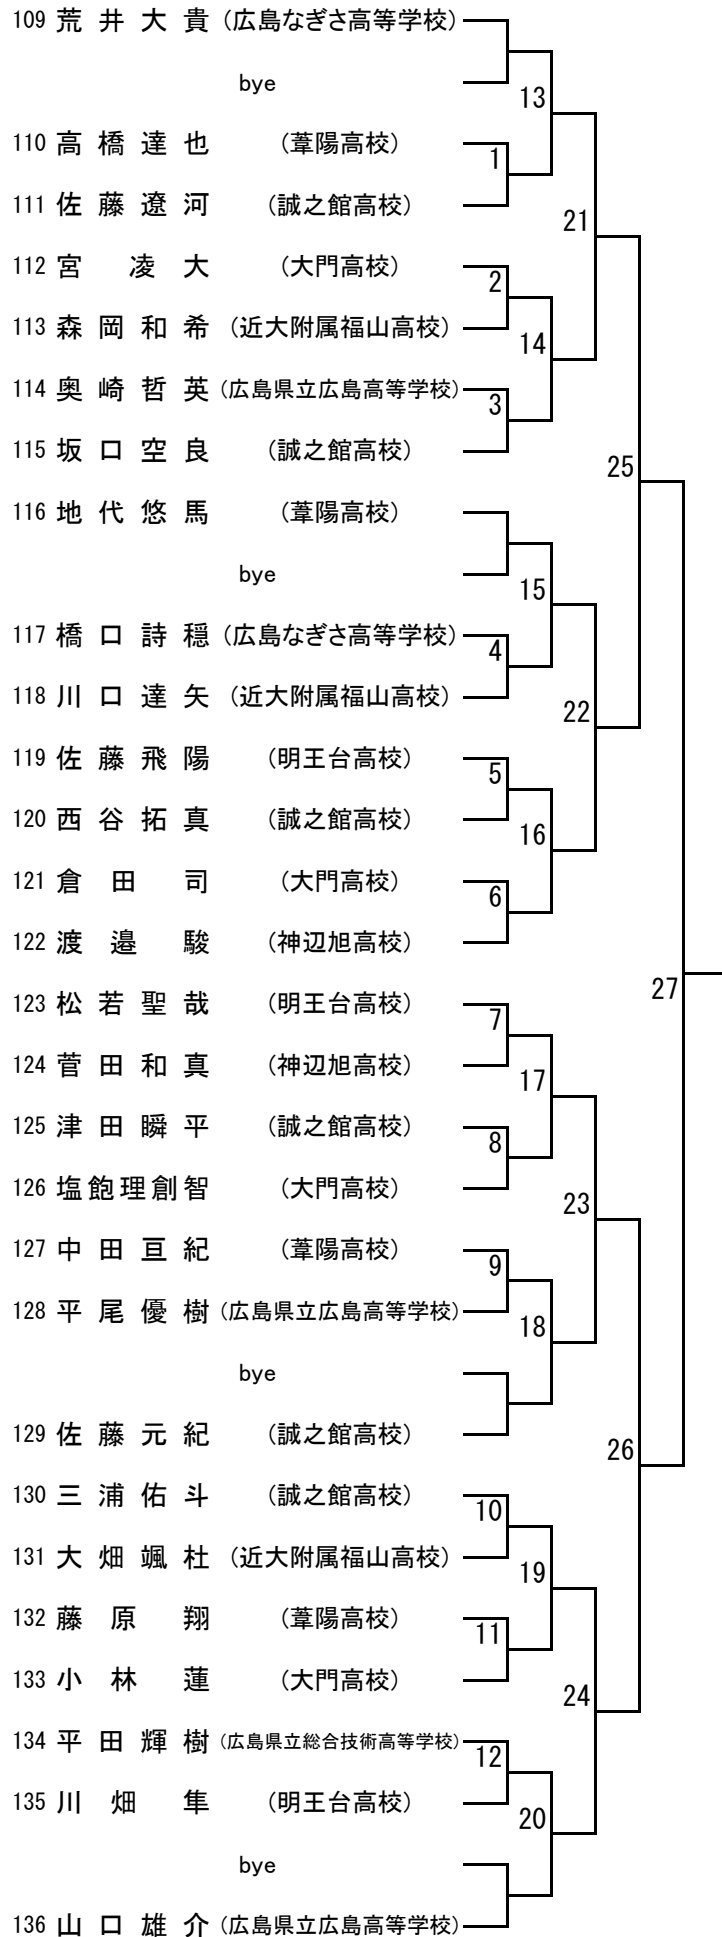 109 荒井大貴 (広島なぎさ高等学校)
bye
13
110 高橋達也 (葦陽高校)
1
111 佐藤遼河 (誠之館高校)
21
112 宮凌大 (大門高校)
2
113 森岡和希 (近大附属福山高校)
14
114 奥崎哲英 (広島県立広島高等学校)
3
115 坂口空良 (誠之館高校)
25
116 地代悠馬 (葦陽高校)
bye
15
117 橋口詩穏 (広島なぎさ高等学校)
4
118 川口達矢 (近大附属福山高校)
22
119 佐藤飛陽 (明王台高校)
5
120 西谷拓真 (誠之館高校)
16
121 倉田司 (大門高校)
6
122 渡邉駿 (神辺旭高校)
27
123 松若聖哉 (明王台高校)
7
124 菅田和真 (神辺旭高校)
17
125 津田瞬平 (誠之館高校)
8
126 塩飽理創智 (大門高校)
23
127 中田亘紀 (葦陽高校)
9
128 平尾優樹 (広島県立広島高等学校)
18
bye
129 佐藤元紀 (誠之館高校)
26
130 三浦佑斗 (誠之館高校)
10
131 大畑颯杜 (近大附属福山高校)
19
132 藤原翔 (葦陽高校)
11
133 小林蓮 (大門高校)
24
134 平田輝樹 (広島県立総合技術高等学校)
12
135 川畑隼 (明王台高校)
20
bye
136 山口雄介 (広島県立広島高等学校)